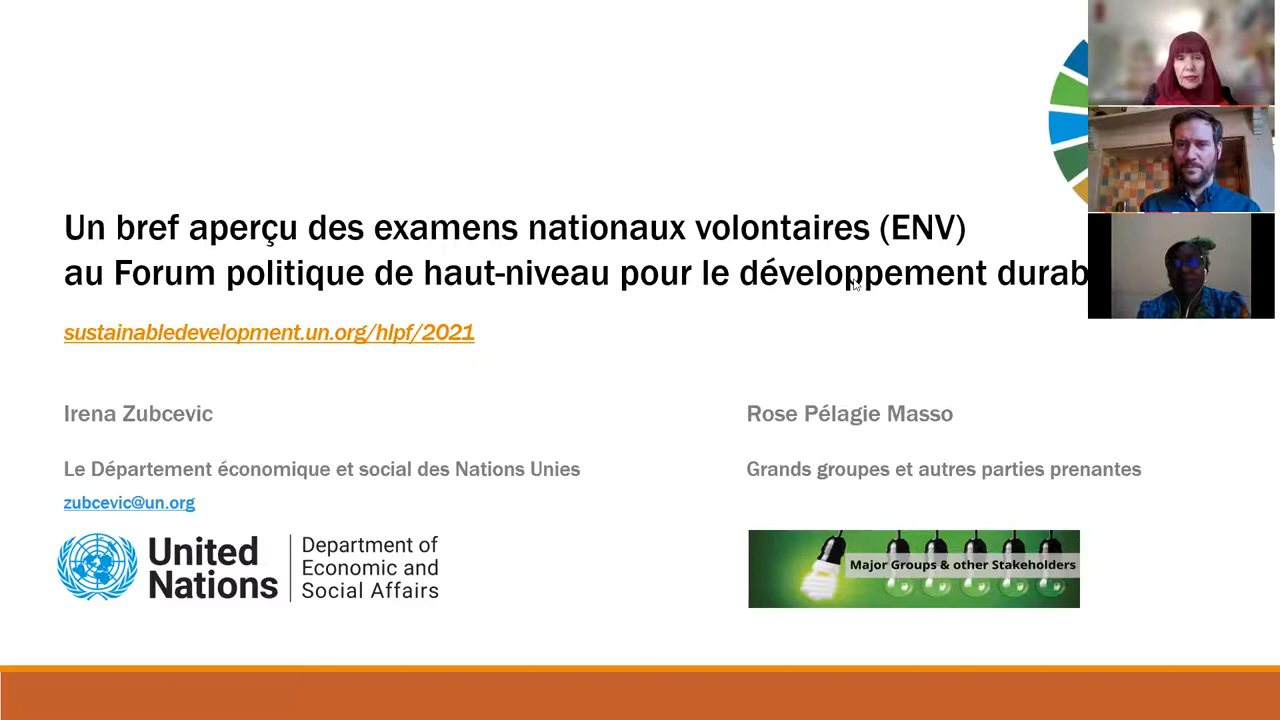 Un bref aperçu des examens nationaux volontaires (ENV)
au Forum politique de haut-niveau pour le développement durab
sustainabledevelopment.un.org/hlpf/2021
Irena Zubcevic
Rose Pélagie Masso
Le Département économique et social des Nations Unies
Grands groupes et autres parties prenantes
zubcevic@un.org
United
Nations
Department of
Economic and
Social Affairs
Major Groups & other Stakeholders